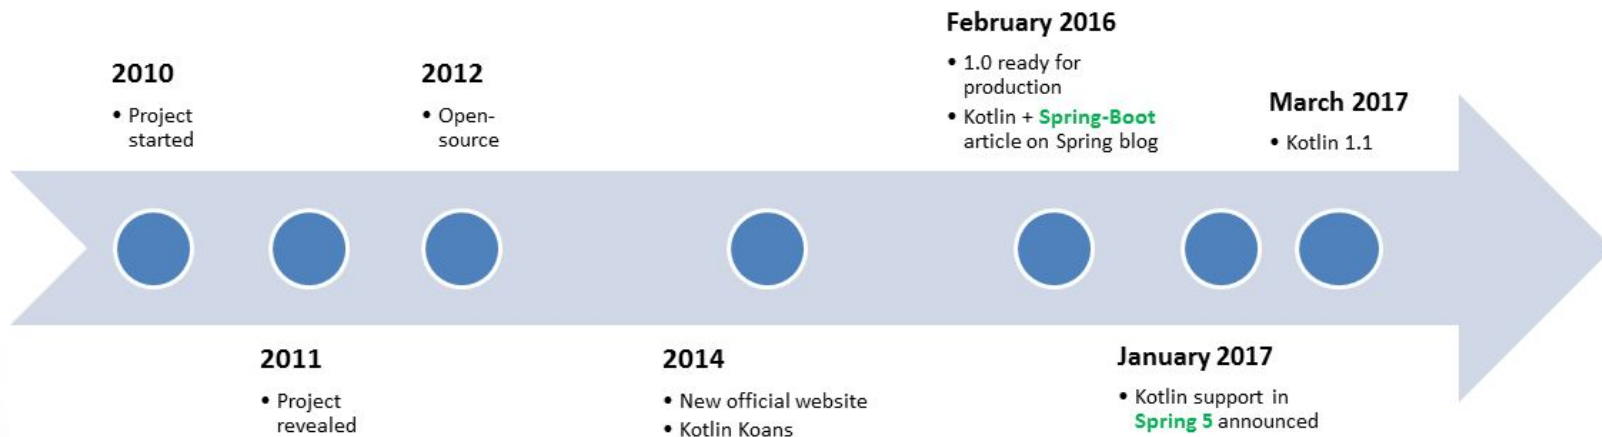 2010
• Project
started
2011
• Project
revealed
2012
• Open-
source
2014
• New official website
• Kotlin Koans
February 2016
• 1.0 ready for
production
• Kotlin + Spring-Boot
article on Spring blog
January 2017
• Kotlin support in
Spring 5 announced
March 2017
• Kotlin 1.1